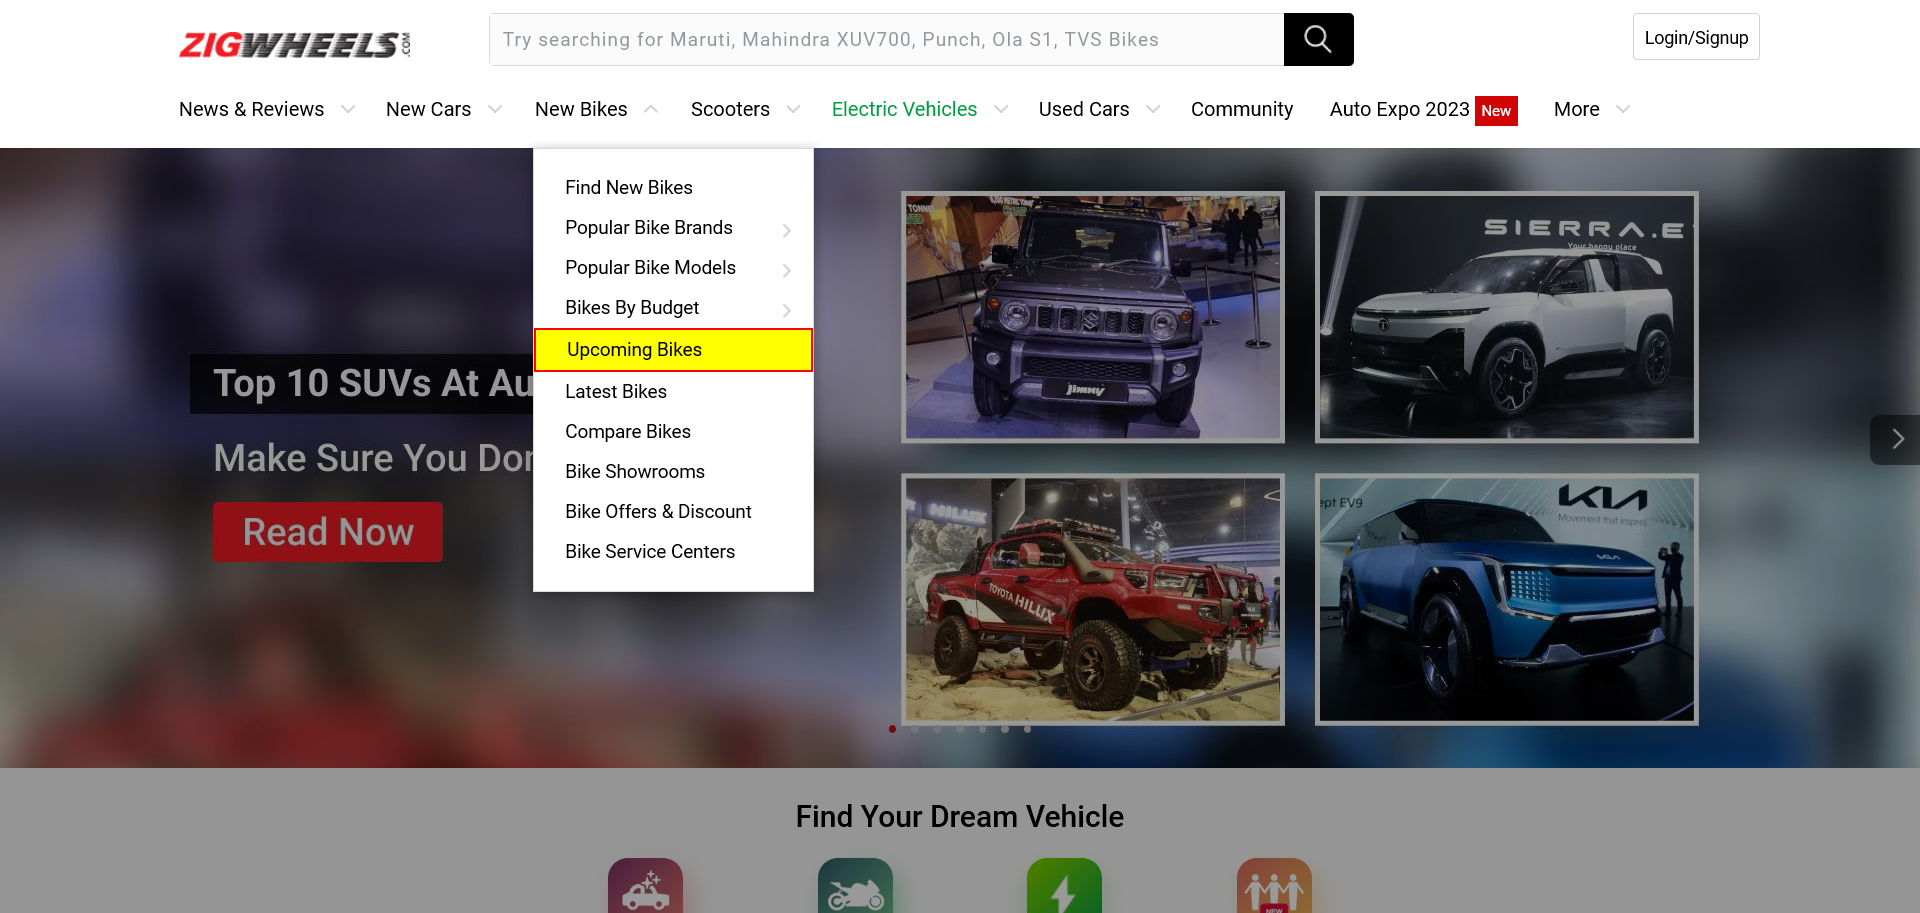 ZIGWHEELS.COM
Try searching for Maruti, Mahindra XUV700, Punch, Ola S1, TVS Bikes
Login/Signup
News & Reviews
New Cars
New Bikes
Scooters
Electric Vehicles
Used Cars
Community
Auto Expo 2023 New
More
Find New Bikes
Popular Bike Brands
Popular Bike Models
Bikes By Budget
Upcoming Bikes
Latest Bikes
Compare Bikes
Bike Showrooms
Bike Offers & Discount
Bike Service Centers
Top 10 SUVs At Au
Make Sure You Don
Read Now
JIMNY
SIERRA.E
Your happy place
HILUX
TOYOTA HILUX
ept EV9
KIA
Movement that inspires
Find Your Dream Vehicle
NEW